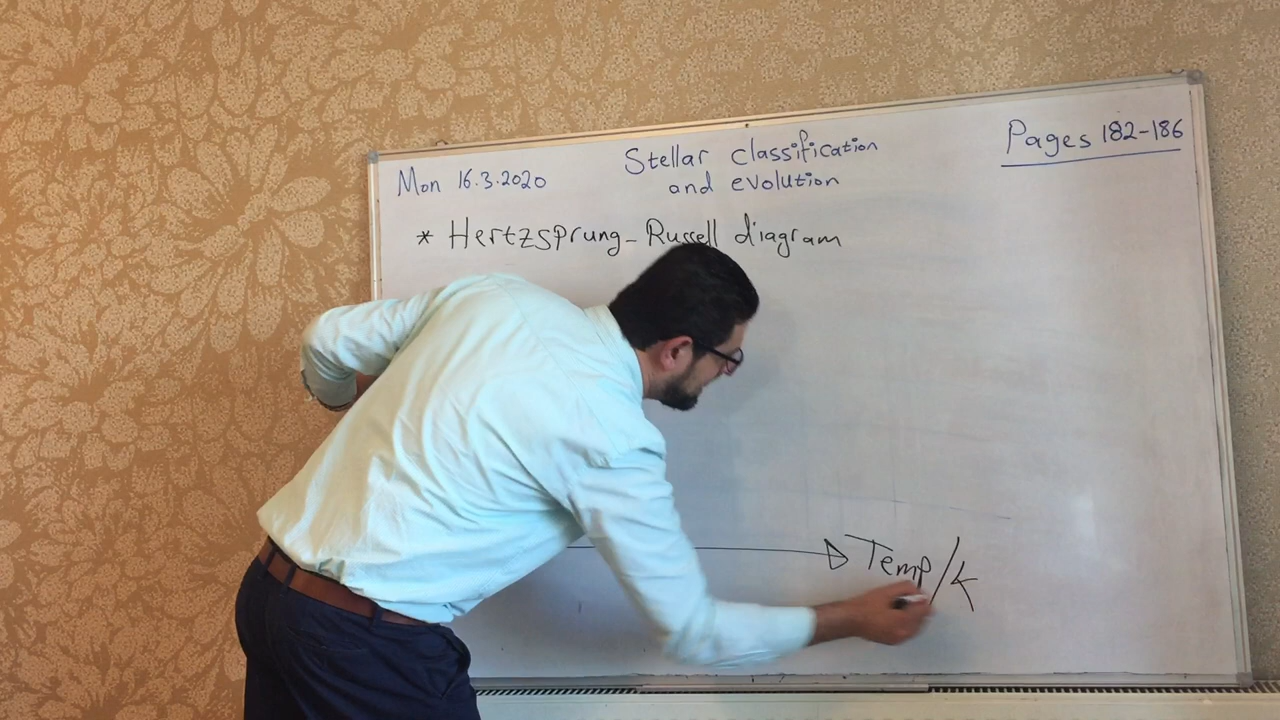 Mon 16.3.2020
Stellar classification
and evolution
Pages 182-186
* Hertzsprung-Russell diagram
Temp/K